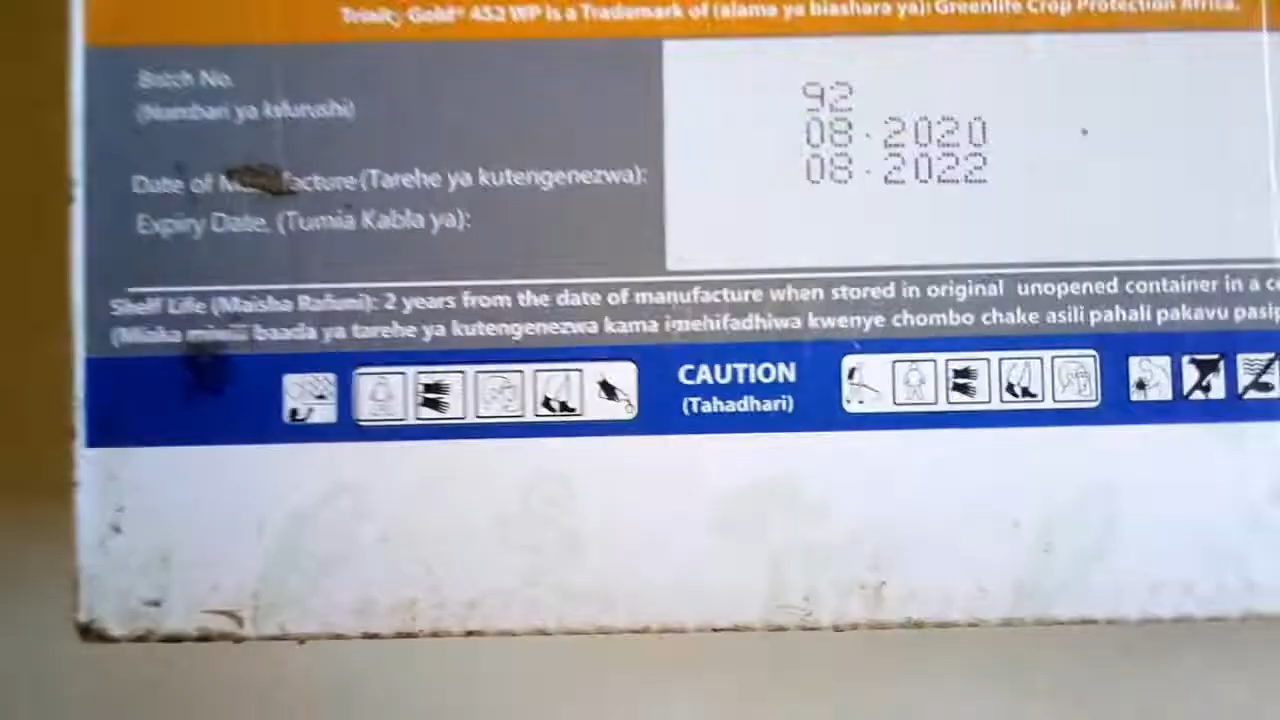 Trinity Gold® 452 WP is a Trademark of (alama ya biashara ya): Greenlife Crop Protection Africa.
Batch No.
(Nambari ya kifurushi)
92
08.2020
08.2022
Date of facture (Tarehe ya kutengenezwa):
Expiry Date. (Tumia Kabla ya):
Shelf Life (Maisha Rafuni): 2 years from the date of manufacture when stored in original unopened container in a
(Miaka baada ya tarehe ya kutengenezwa kama imehifadhiwa kwenye chombo chake asili pahali pakavu
CAUTION
(Tahadhari)